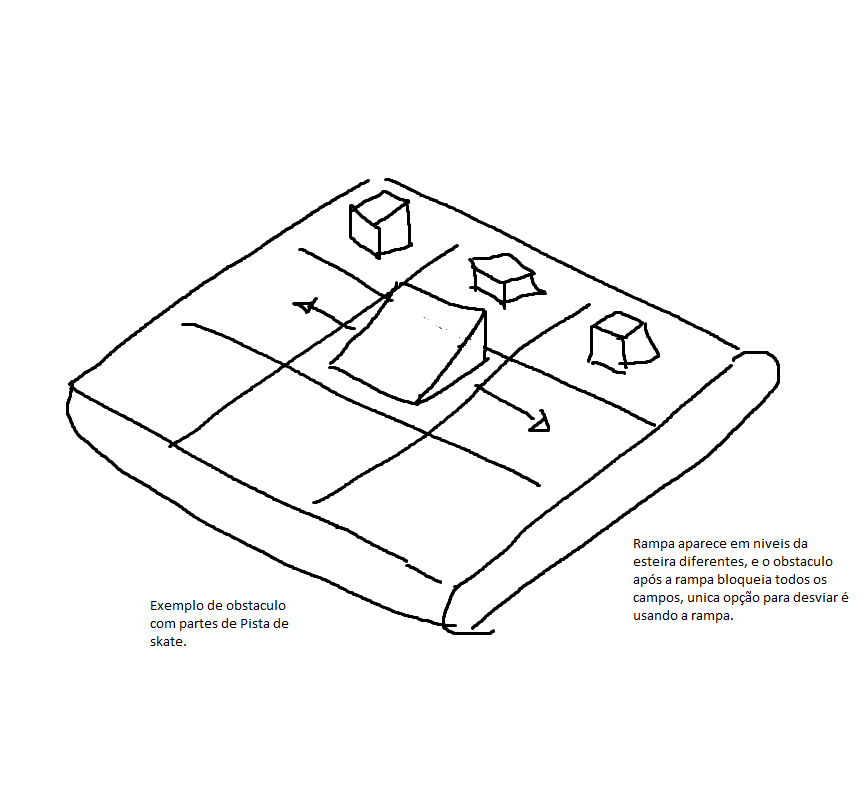 Rampa aparece em niveis da
esteira diferentes, e o obstaculo
após a rampa bloqueia todos os
campos, unica opção para desviar é
usando a rampa.
Exemplo de obstaculo
com partes de Pista de
skate.